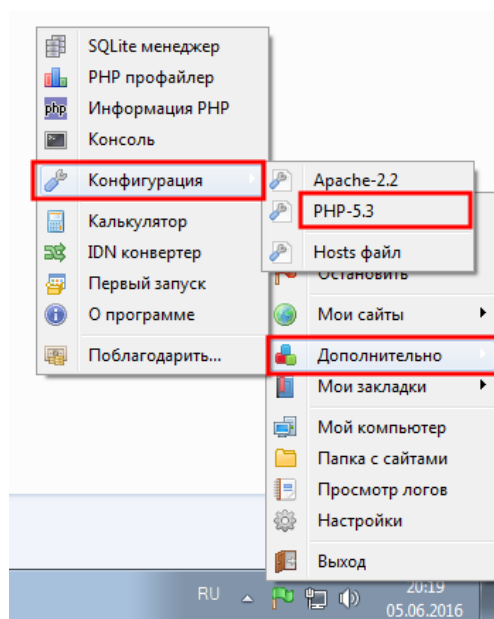 SQLite менеджер
PHP профайлер
php
Информация PHP
Консоль
Конфигурация
Калькулятор
IDN конвертер
Первый запуск
О программе
Поблагодарить...
Apache-2.2
PHP-5.3
Hosts файл
Остановить
Мои сайты
Дополнительно
Мои закладки
Мой компьютер
Папка с сайтами
Просмотр логов
Настройки
Выход
RU
20:19
05.06.2016